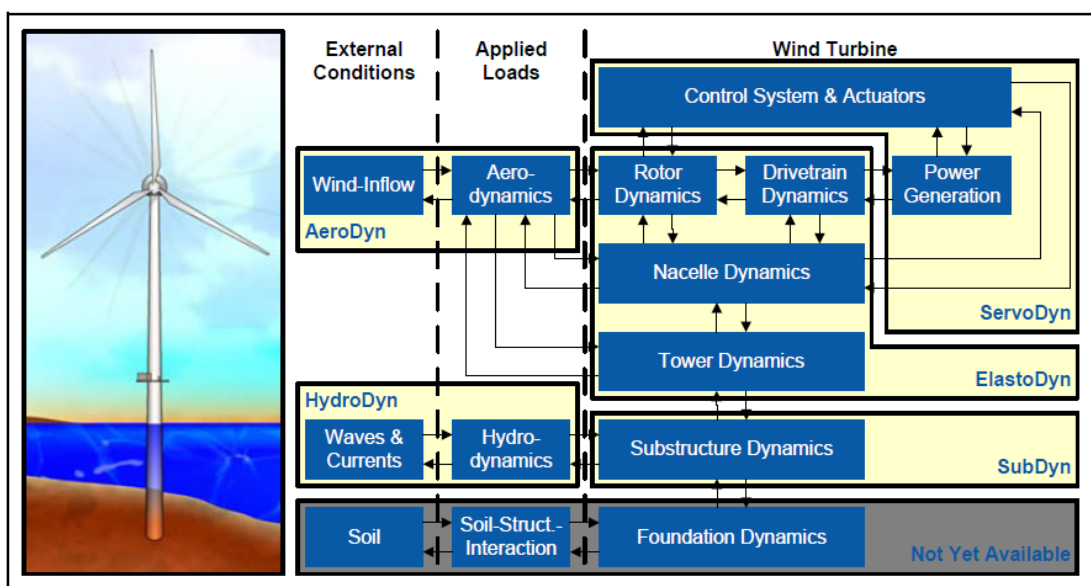 External
Conditions
Applied
Loads
Wind Turbine
Control System & Actuators
Wind-Inflow
Aero-
dynamics
Rotor
Dynamics
Drivetrain
Dynamics
Power
Generation
AeroDyn
Nacelle Dynamics
ServoDyn
Tower Dynamics
ElastoDyn
HydroDyn
Waves &
Currents
Hydro-
dynamics
Substructure Dynamics
SubDyn
Soil
Soil-Struct.-
Interaction
Foundation Dynamics
Not Yet Available